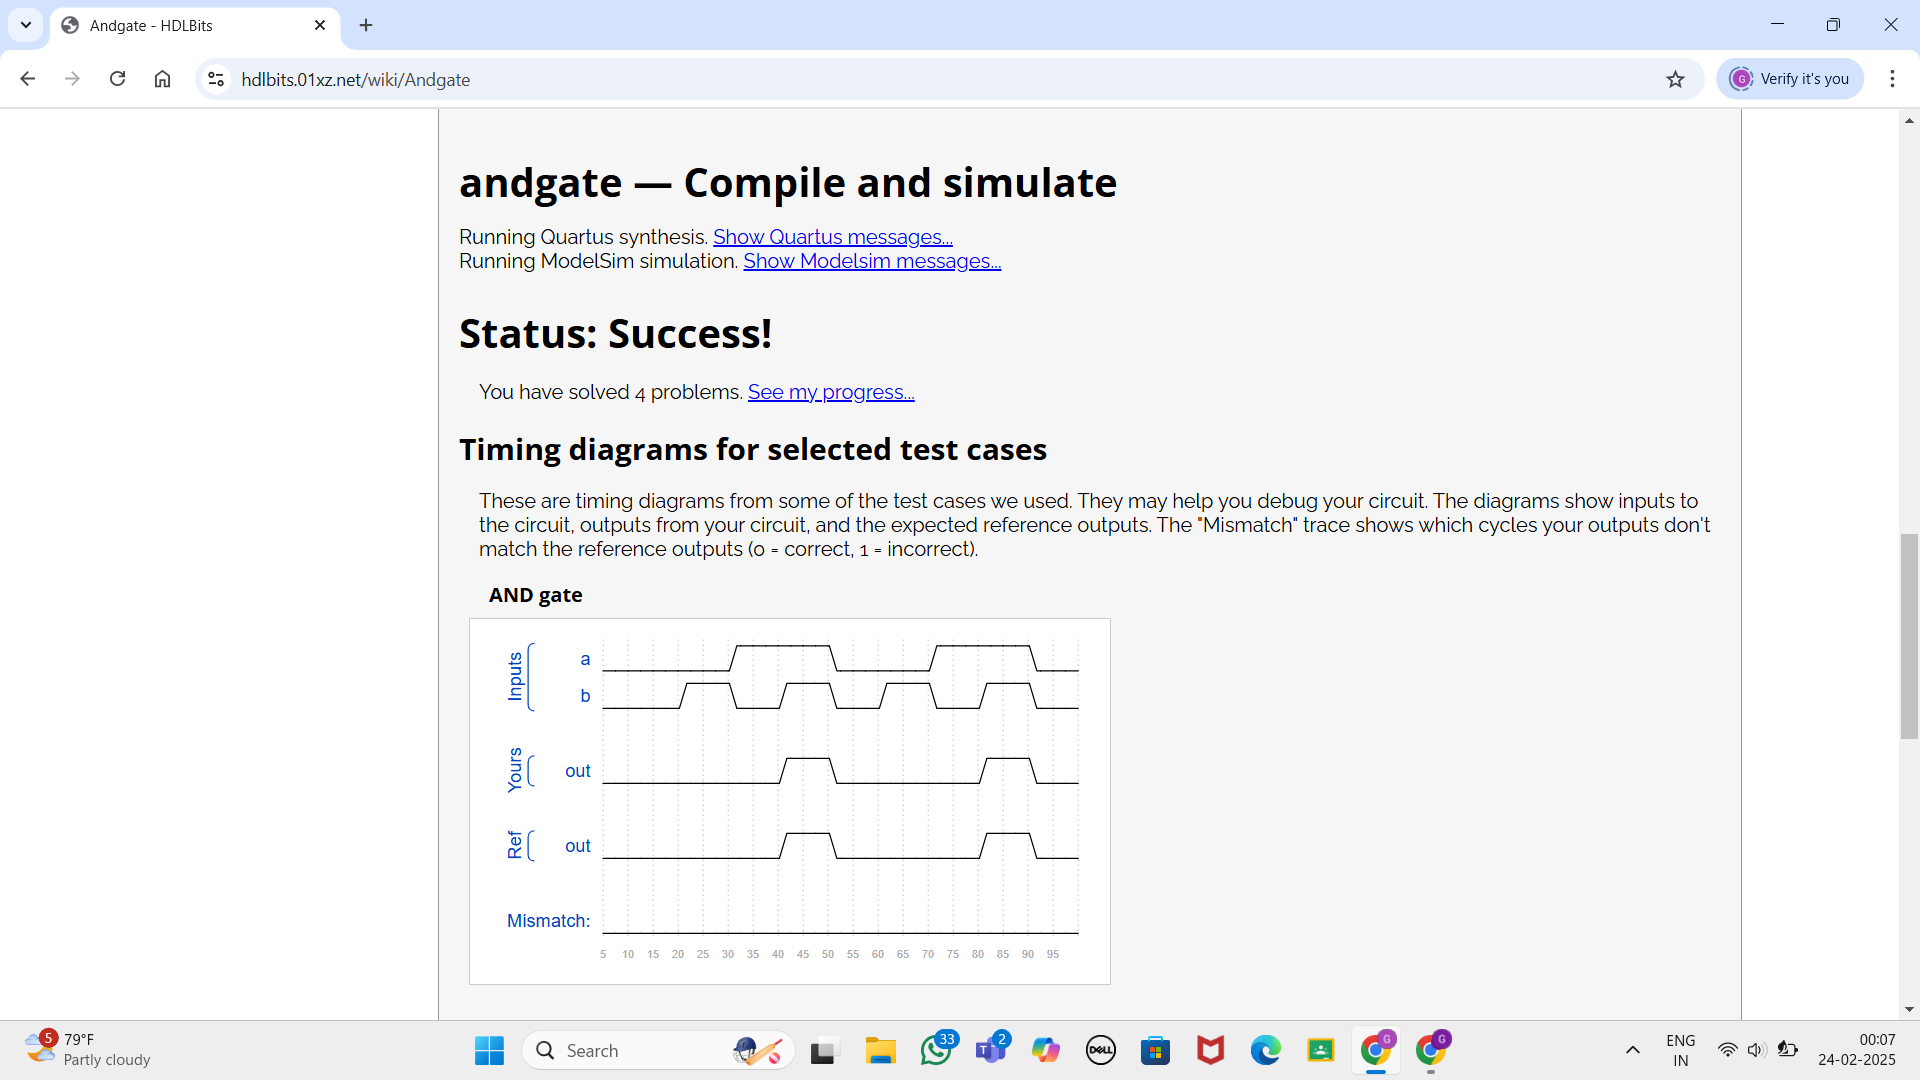 Andgate - HDLBits
hdlbits.01xz.net/wiki/Andgate
G
Verify it's you
andgate — Compile and simulate
Running Quartus synthesis. Show Quartus messages...
Running ModelSim simulation. Show Modelsim messages...
Status: Success!
You have solved 4 problems. See my progress...
Timing diagrams for selected test cases
These are timing diagrams from some of the test cases we used. They may help you debug your circuit. The diagrams show inputs to
the circuit, outputs from your circuit, and the expected reference outputs. The "Mismatch" trace shows which cycles your outputs don't
match the reference outputs (0 = correct, 1 = incorrect).
AND gate
Inputs
a
b
Yours
out
Ref
out
Mismatch:
5 10 15 20 25 30 35 40 45 50 55 60 65 70 75 80 85 90 95
5
79°F
Partly cloudy
Search
33
T
2
DELL
G
G
ENG
IN
00:07
24-02-2025